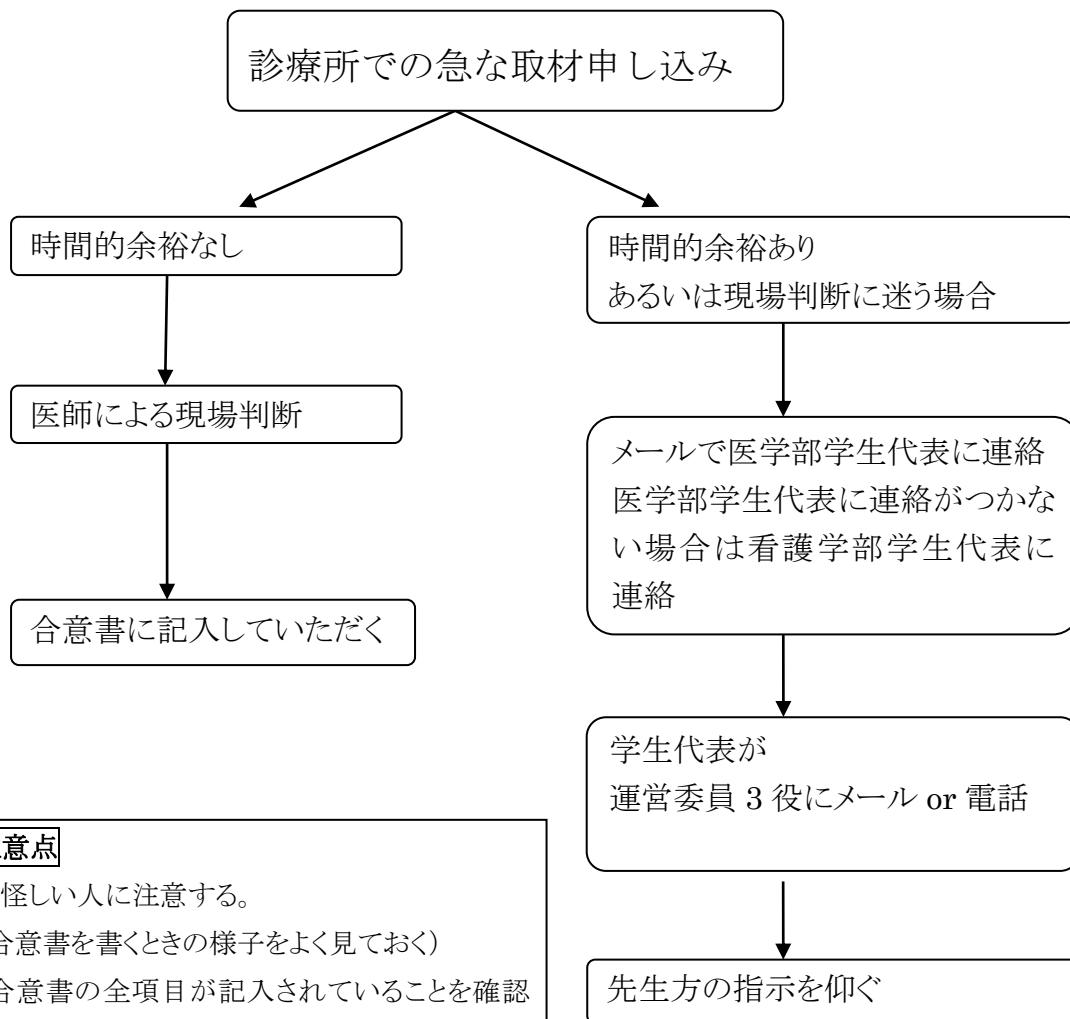 診療所での急な取材申し込み
時間的余裕なし
医師による現場判断
合意書に記入していただく
時間的余裕あり
あるいは現場判断に迷う場合
メールで医学部学生代表に連絡
医学部学生代表に連絡がつかな
い場合は看護学部学生代表に
連絡
学生代表が
運営委員 3 役にメール or 電話
先生方の指示を仰ぐ
意点
怪しい人に注意する。
合意書を書くときの様子をよく見ておく）
合意書の全項目が記入されていることを確認